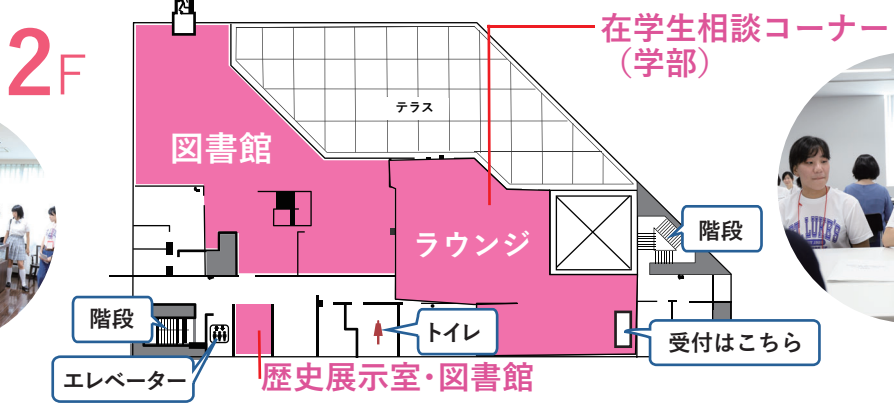 2F
在学生相談コーナー
（学部）
テラス
図書館
ラウンジ
階段
階段
トイレ
受付はこちら
エレベーター
歴史展示室・図書館
ST. LUKE'S